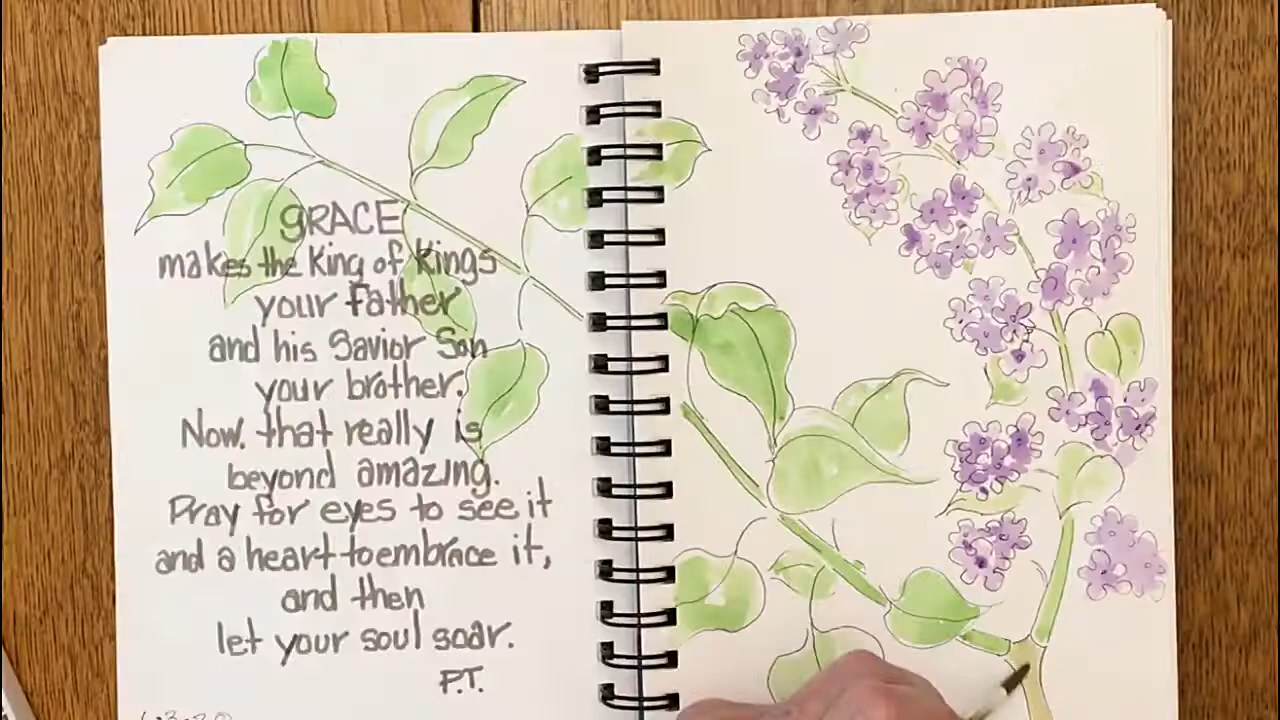 gRACE
makes the King of Kings
your Father
and his Savior Son
your brother.
Now. that really is
beyond amazing.
Pray for eyes to see it
and a heart to embrace it,
and then
let your soul soar.
P.T.